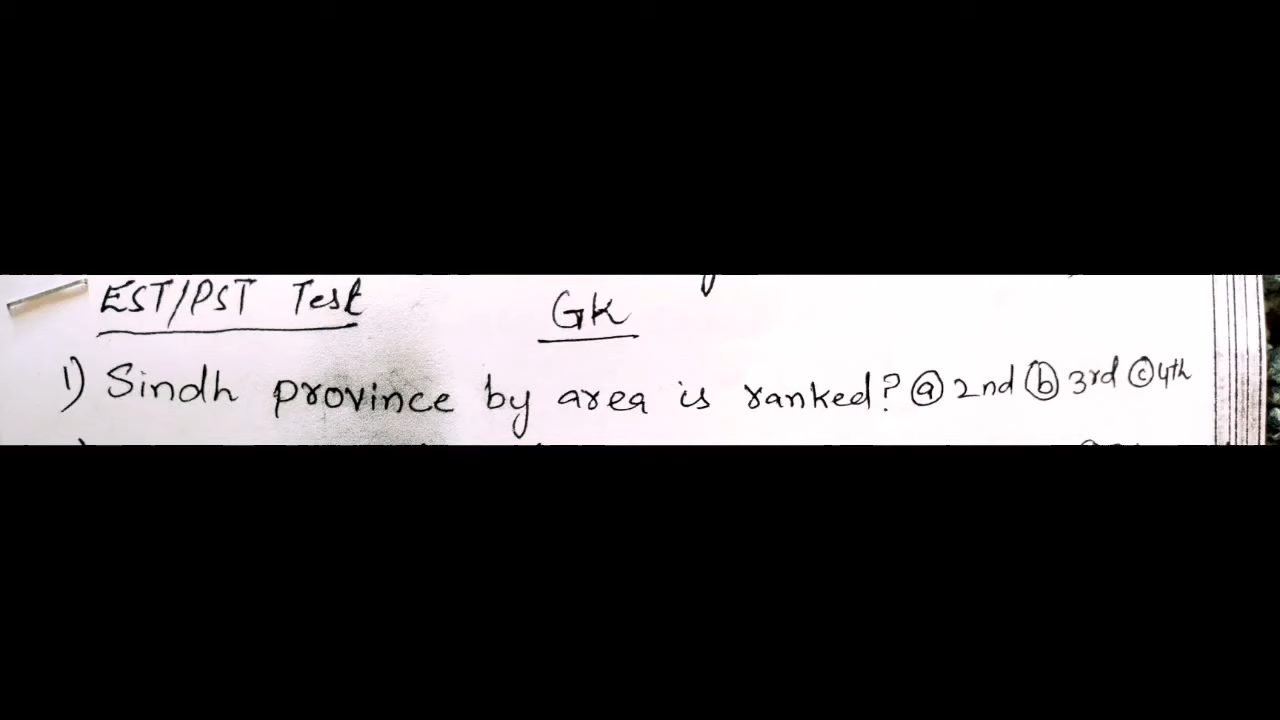 EST/PST Test GK
1) Sindh province by area is ranked? ⓐ 2nd ⓑ 3rd ⓒ 4th